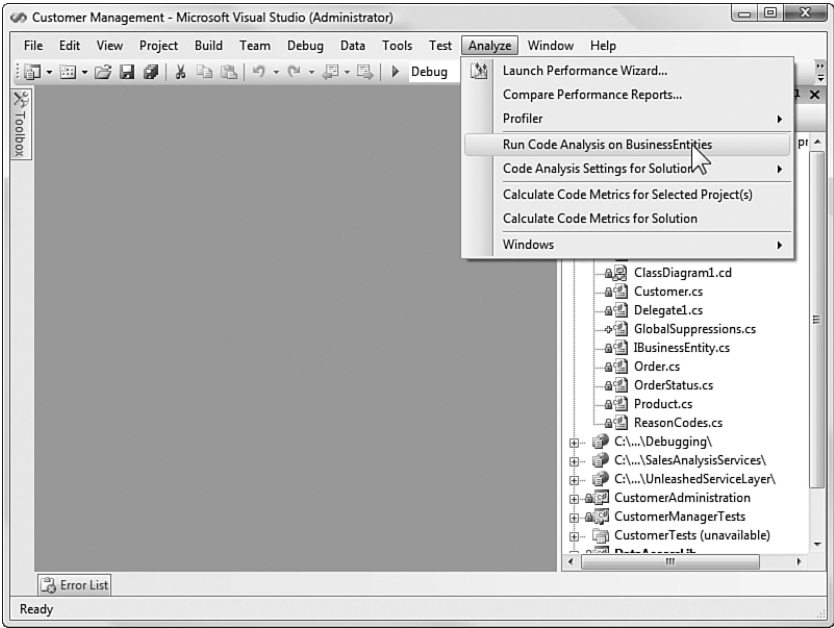 Customer Management - Microsoft Visual Studio (Administrator)
File Edit View Project Build Team Debug Data Tools Test Analyze Window Help
Debug
Toolbox
Launch Performance Wizard...
Compare Performance Reports...
Profiler
Run Code Analysis on BusinessEntities
Code Analysis Settings for Solution
Calculate Code Metrics for Selected Project(s)
Calculate Code Metrics for Solution
Windows
ClassDiagram1.cd
Customer.cs
Delegate1.cs
GlobalSuppressions.cs
IBusinessEntity.cs
Order.cs
OrderStatus.cs
Product.cs
ReasonCodes.cs
C:\...\Debugging\
C:\...\SalesAnalysisServices\
C:\...\UnleashedServiceLayer\
CustomerAdministration
CustomerManagerTests
CustomerTests (unavailable)
DataAccessLib
Error List
Ready